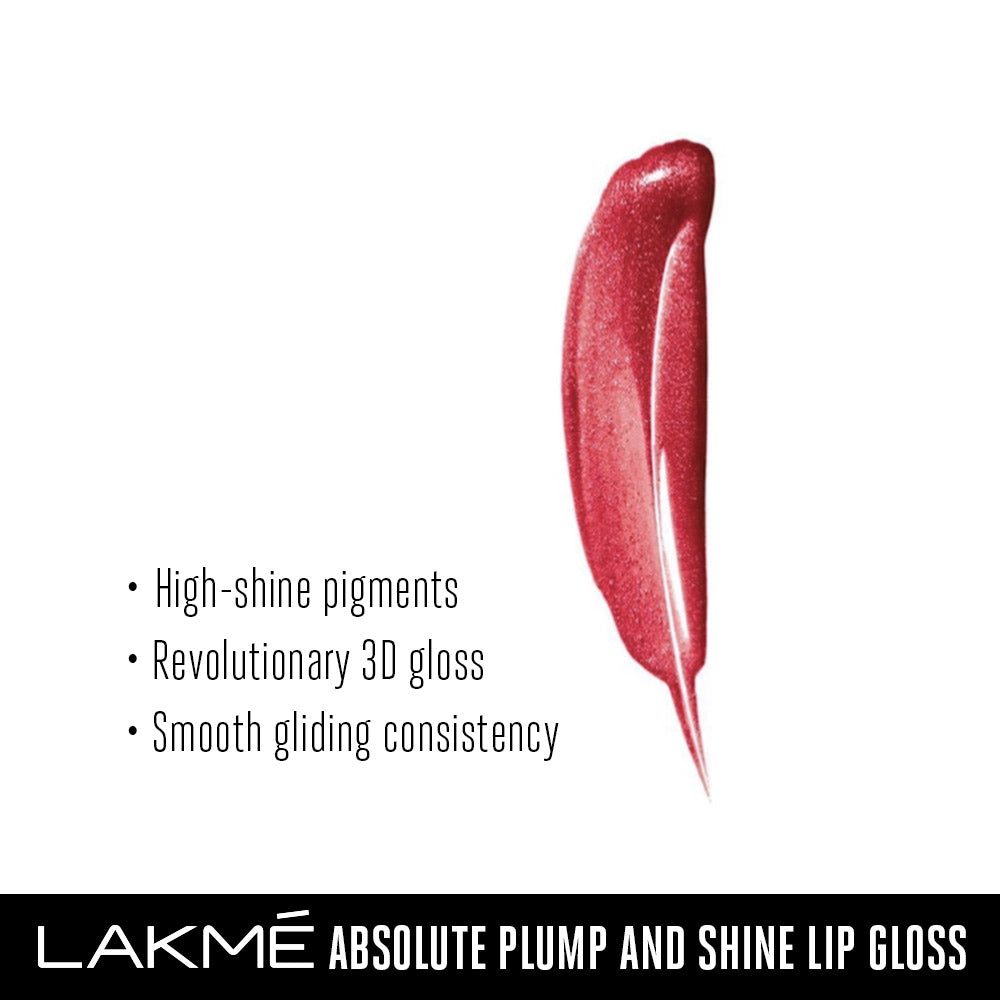 • High-shine pigments
• Revolutionary 3D gloss
• Smooth gliding consistency
LAKMÉ ABSOLUTE PLUMP AND SHINE LIP GLOSS